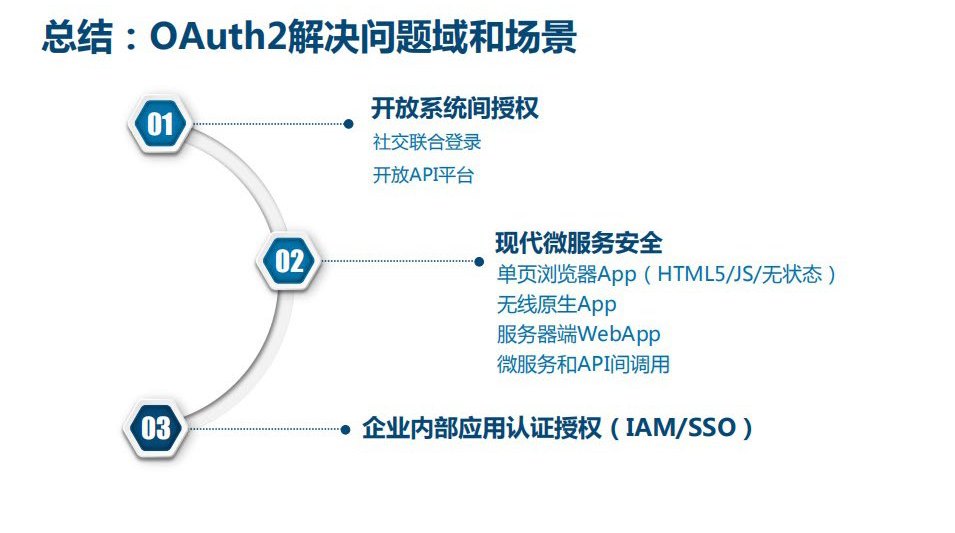 总结：OAuth2解决问题域和场景
01
开放系统间授权
社交联合登录
开放API平台
02
现代微服务安全
单页浏览器App（HTML5/JS/无状态）
无线原生App
服务器端WebApp
微服务和API间调用
03
企业内部应用认证授权（IAM/SSO）